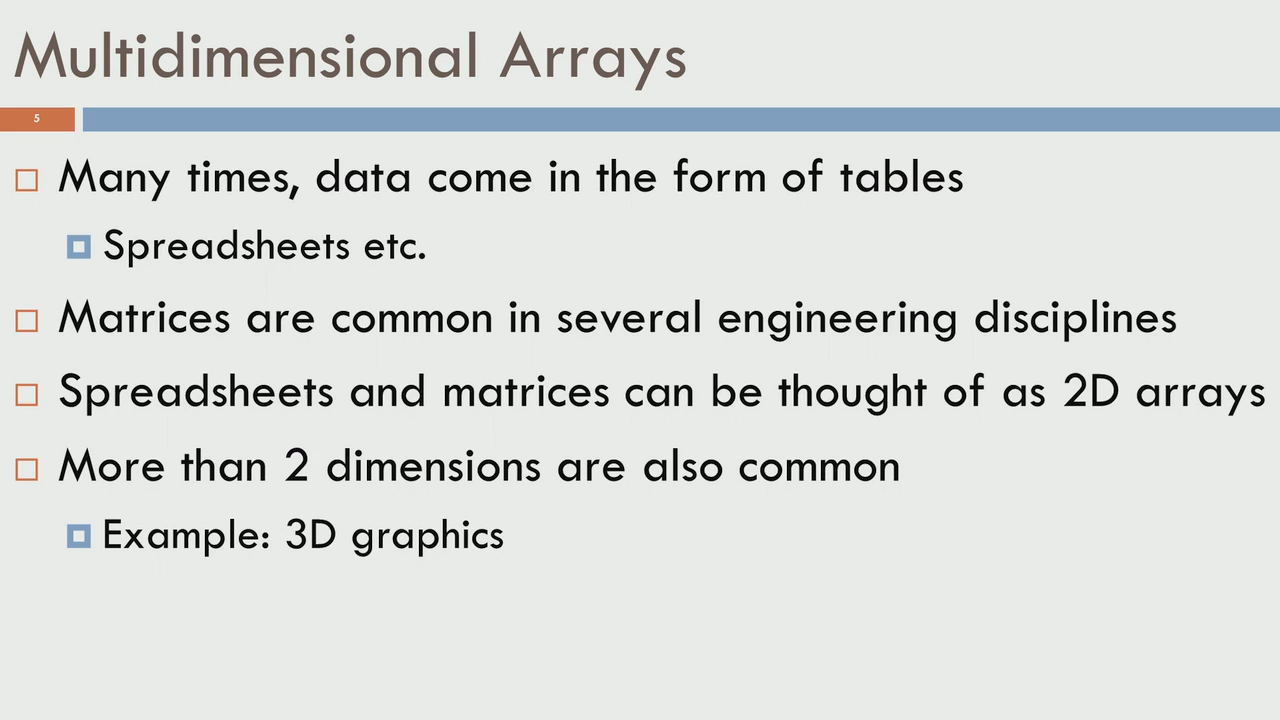 Multidimensional Arrays
5
Many times, data come in the form of tables
Spreadsheets etc.
Matrices are common in several engineering disciplines
Spreadsheets and matrices can be thought of as 2D arrays
More than 2 dimensions are also common
Example: 3D graphics